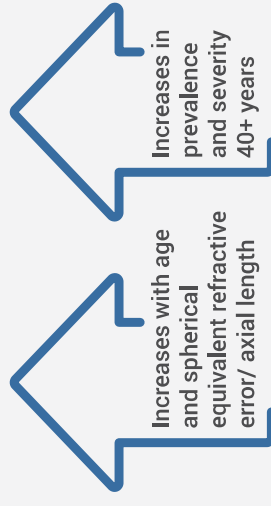 Increases with age
and spherical
equivalent refractive
error/ axial length
Increases in
prevalence
and severity
40+ years